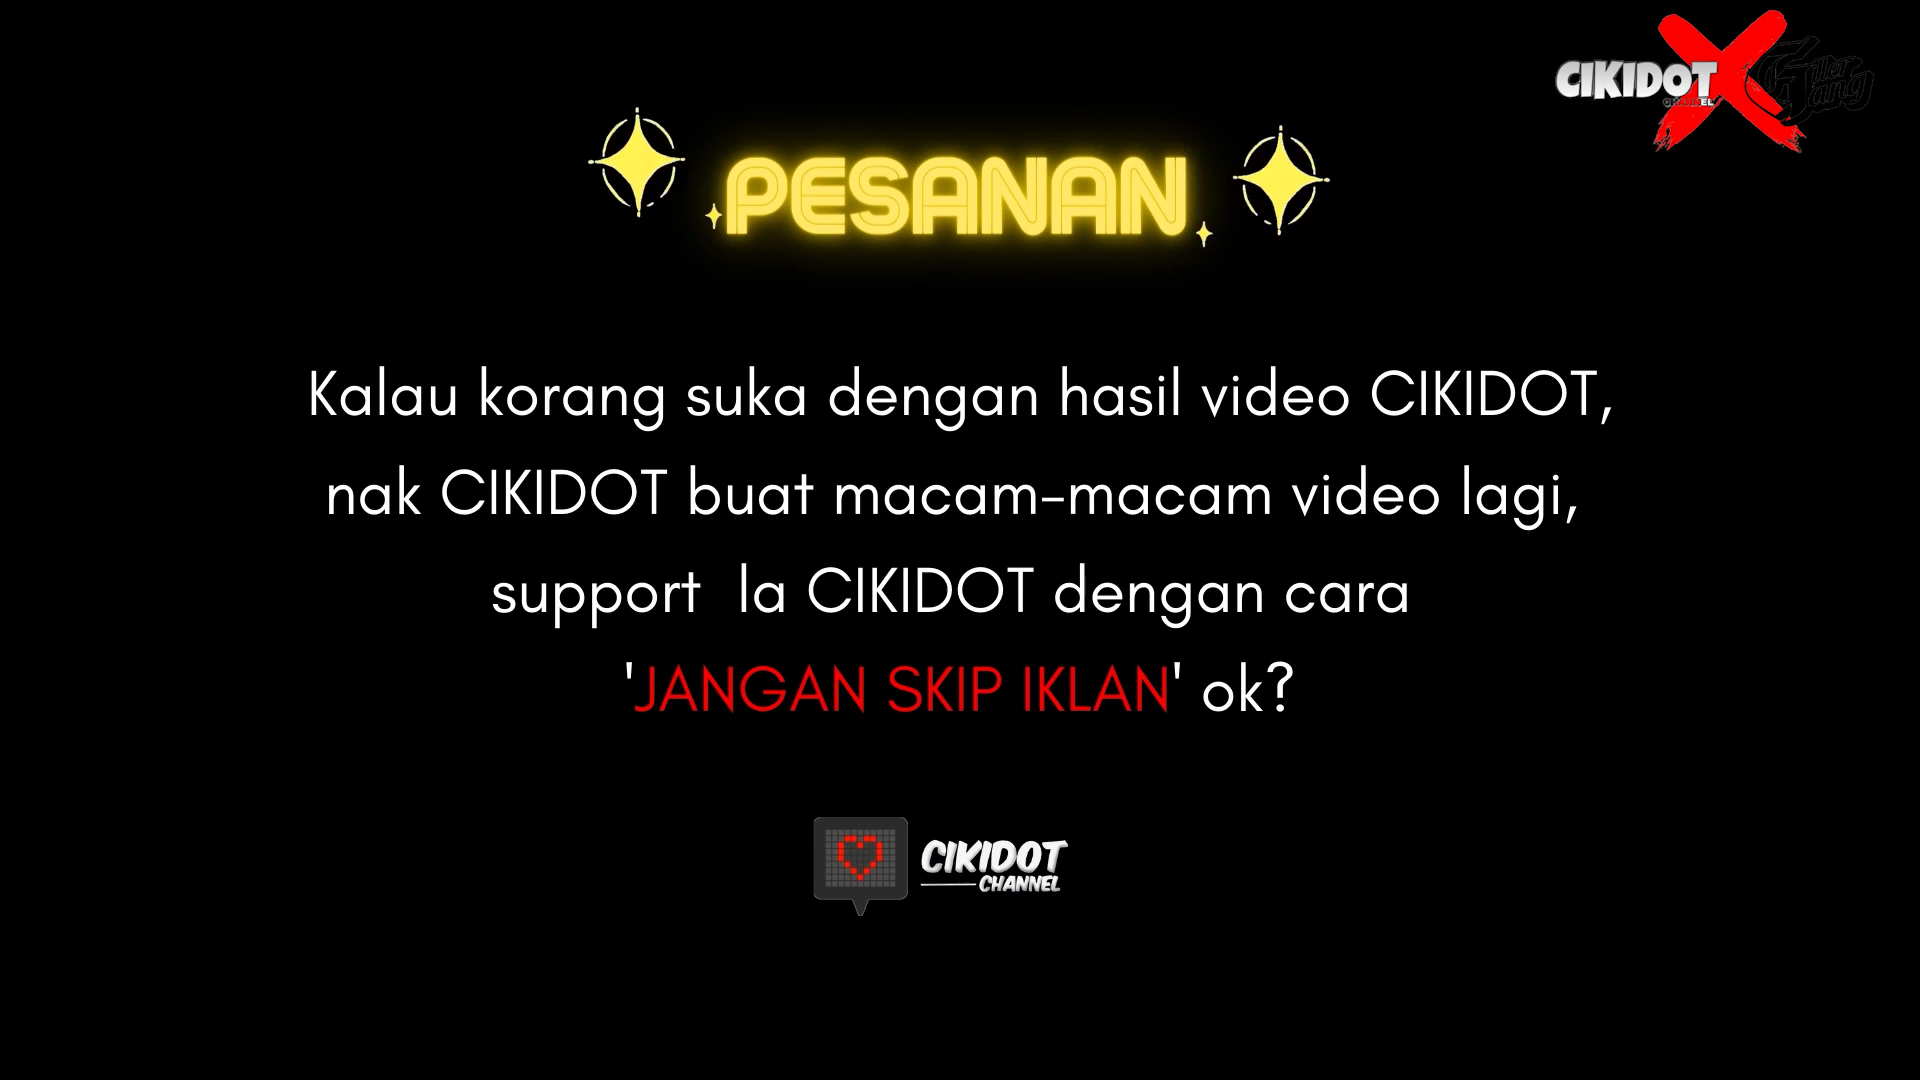 CIKIDOT
CHANNEL
X
PESANAN
Kalau korang suka dengan hasil video CIKIDOT,
nak CIKIDOT buat macam-macam video lagi,
support  la CIKIDOT dengan cara
'JANGAN SKIP IKLAN' ok?
CIKIDOT
CHANNEL